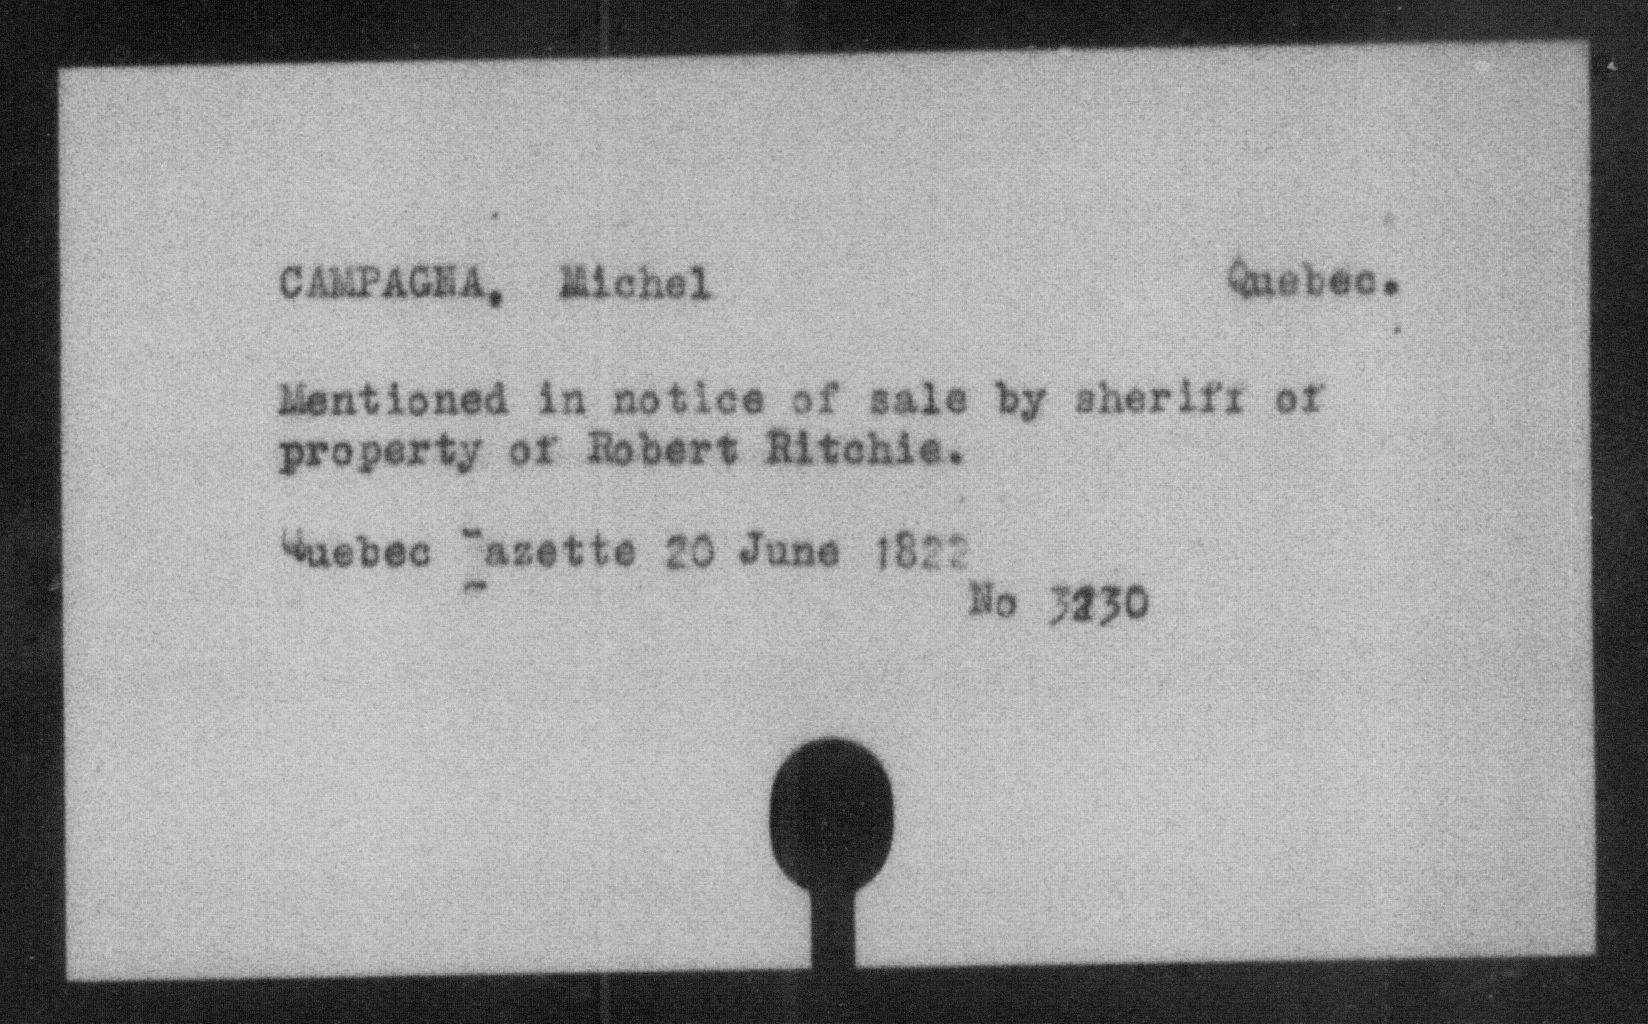 CAMPAGNA, Michel Quebec.
Mentioned in notice of sale by sheriff of
property of Robert Ritchie.
Quebec Gazette 20 June 1822
No 3230